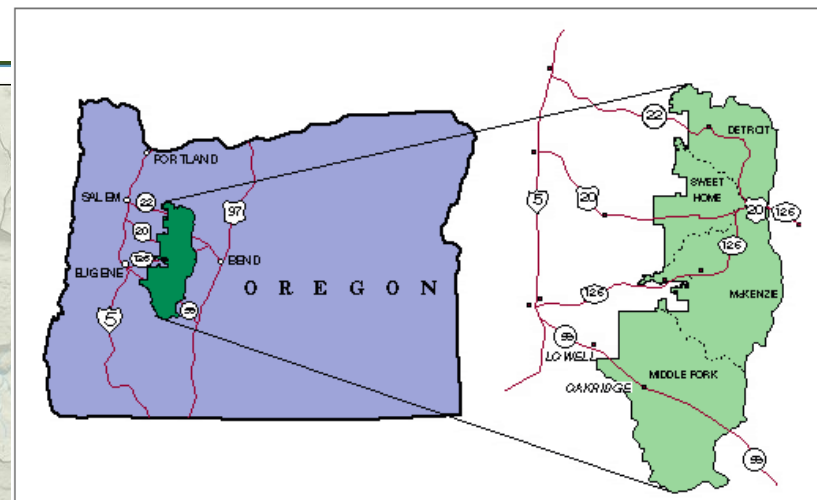 PORTLAND
SALEM
22
97
20
126
EUGENE
BEND
OREGON
5
58
22
DETROIT
SWEET
HOME
5
20
20
126
126
126
McKENZIE
58
LOWELL
MIDDLE FORK
OAKRIDGE
58